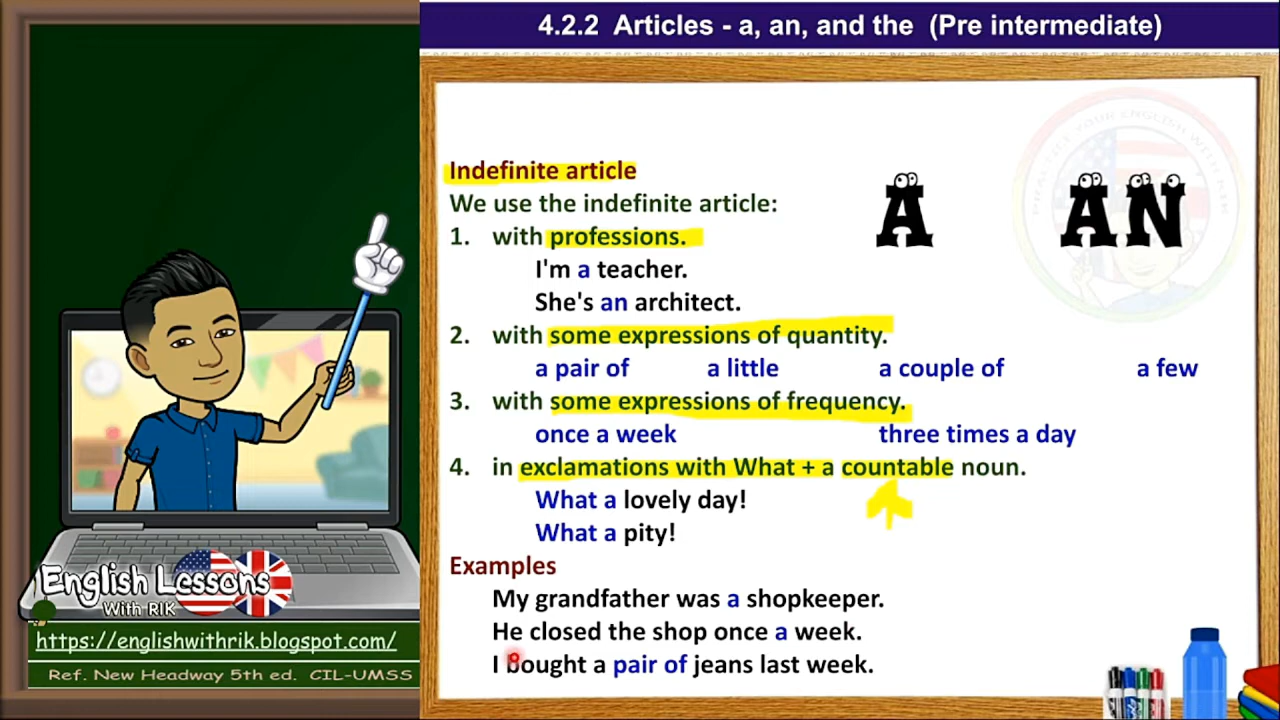 4.2.2 Articles - a, an, and the (Pre intermediate)
Indefinite article
We use the indefinite article:
A AN
1. with professions.
I'm a teacher.
She's an architect.
2. with some expressions of quantity.
a pair of a little a couple of a few
3. with some expressions of frequency.
once a week three times a day
4. in exclamations with What + a countable noun.
What a lovely day!
What a pity!
Examples
My grandfather was a shopkeeper.
He closed the shop once a week.
I bought a pair of jeans last week.
English Lessons
With RIK
https://englishwithrik.blogspot.com/
Ref. New Headway 5th ed. CIL-UMSS